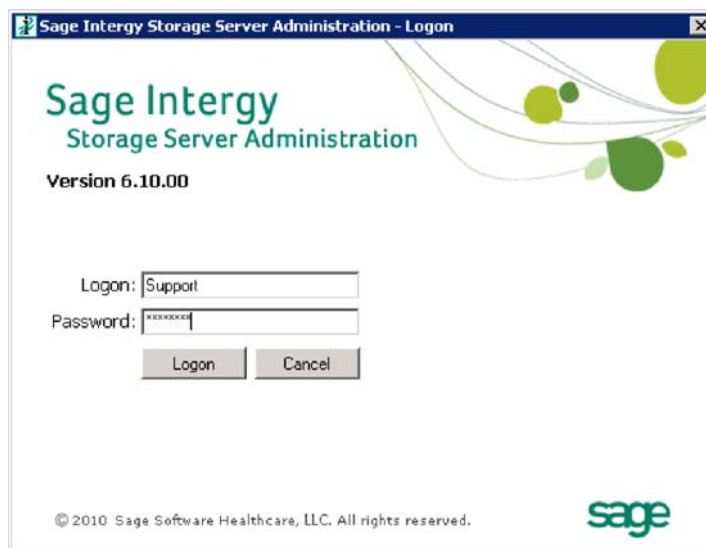 Sage Intergy Storage Server Administration - Logon
Sage Intergy
Storage Server Administration
Version 6.10.00
Logon: Support
Password: xxxxxxxx
Logon Cancel
© 2010 Sage Software Healthcare, LLC. All rights reserved.
sage